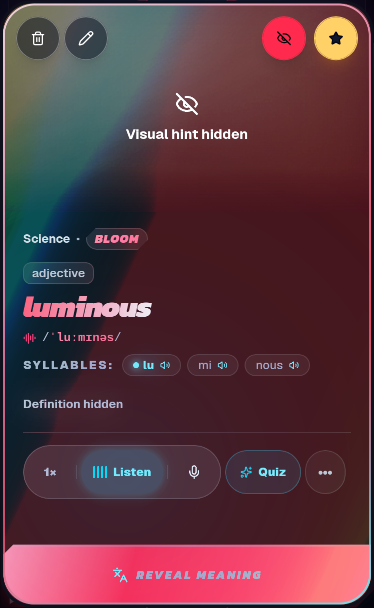 Visual hint hidden
Science • BLOOM
adjective
luminous
/ˈluːmɪnəs/
SYLLABLES: lu mi nous
Definition hidden
1× Listen Quiz •••
REVEAL MEANING